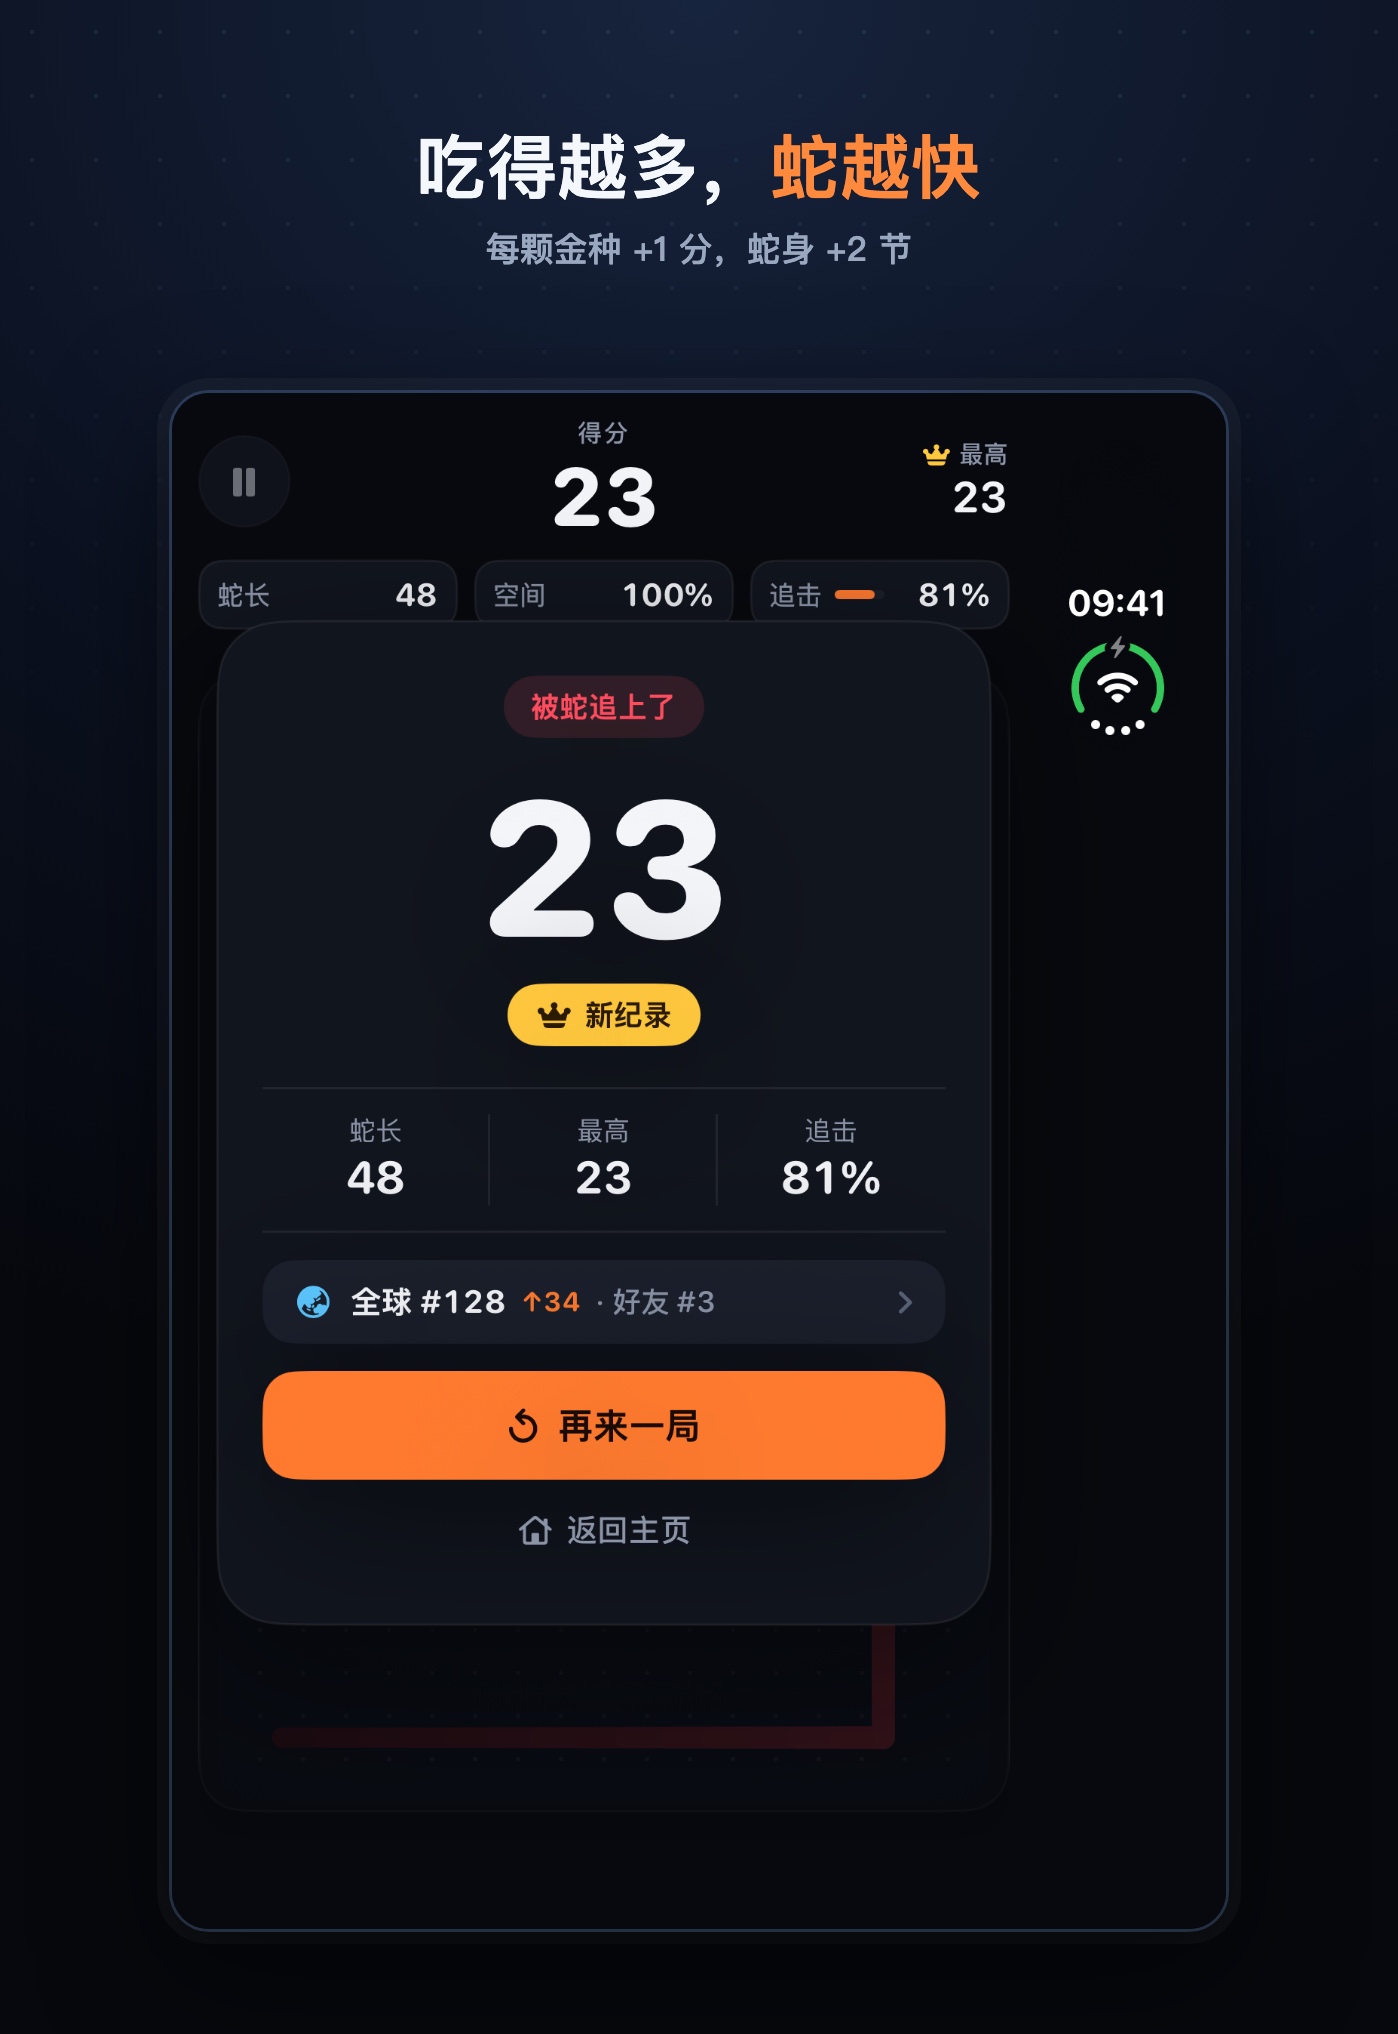 吃得越多，蛇越快
每颗金种 +1 分，蛇身 +2 节
得分
23
最高
23
蛇长 48
空间 100%
追击 81%
09:41
被蛇追上了
23
新纪录
蛇长 最高 追击
48 23 81%
全球 #128 ↑34 · 好友 #3
再来一局
返回主页